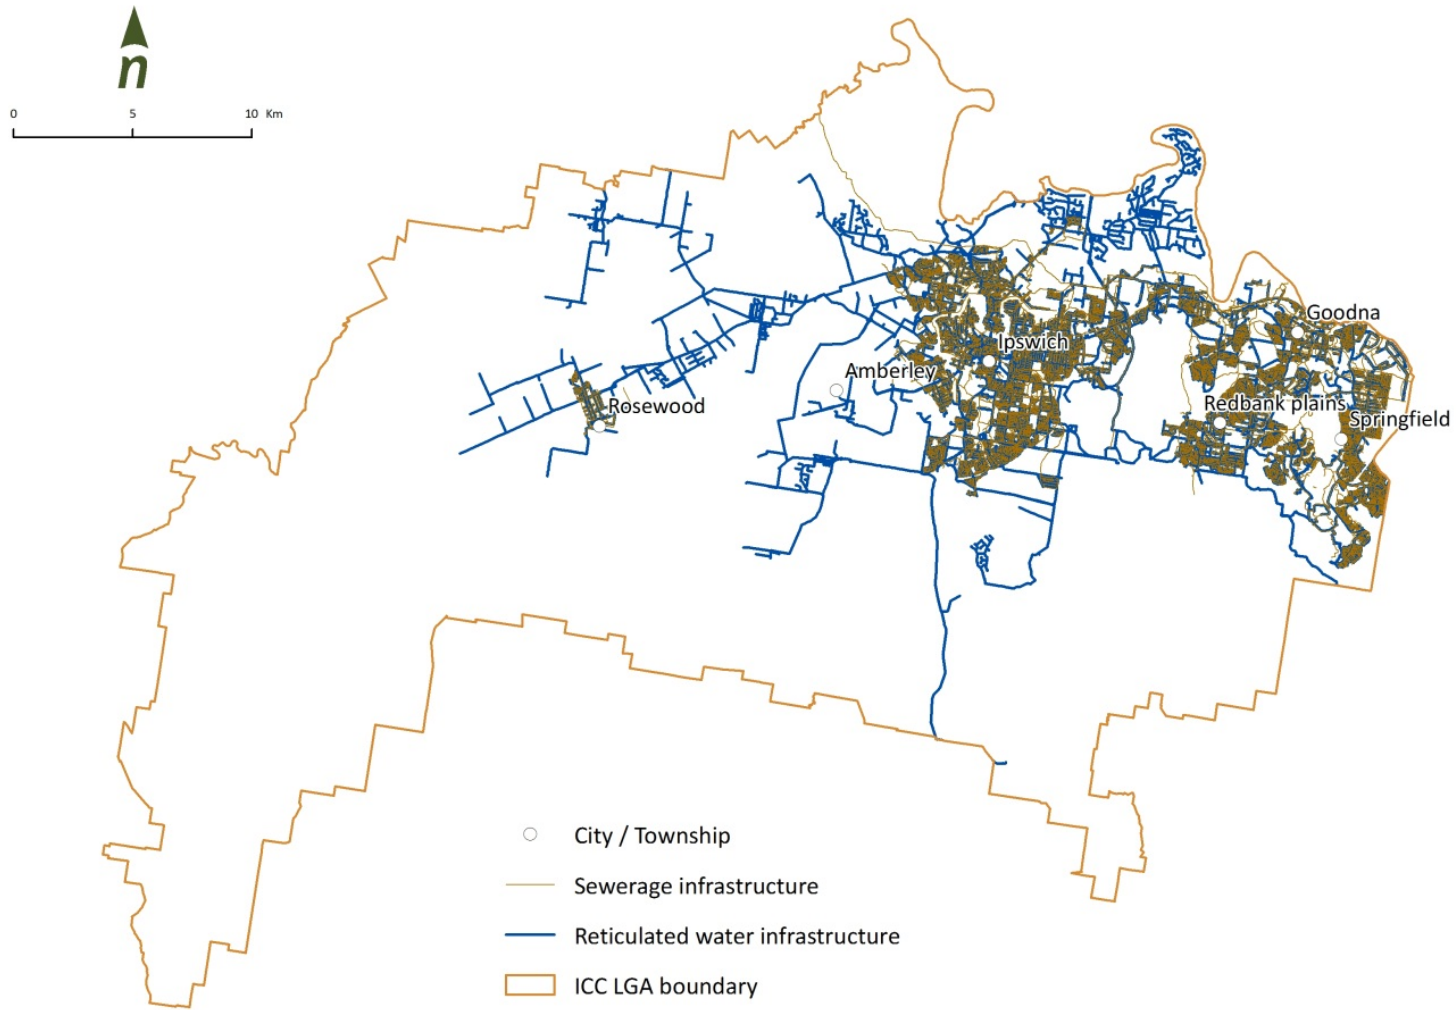 n
0 5 10 Km
Goodna
Ipswich
Amberley
Rosewood
Redbank plains
Springfield
City / Township
Sewerage infrastructure
Reticulated water infrastructure
ICC LGA boundary